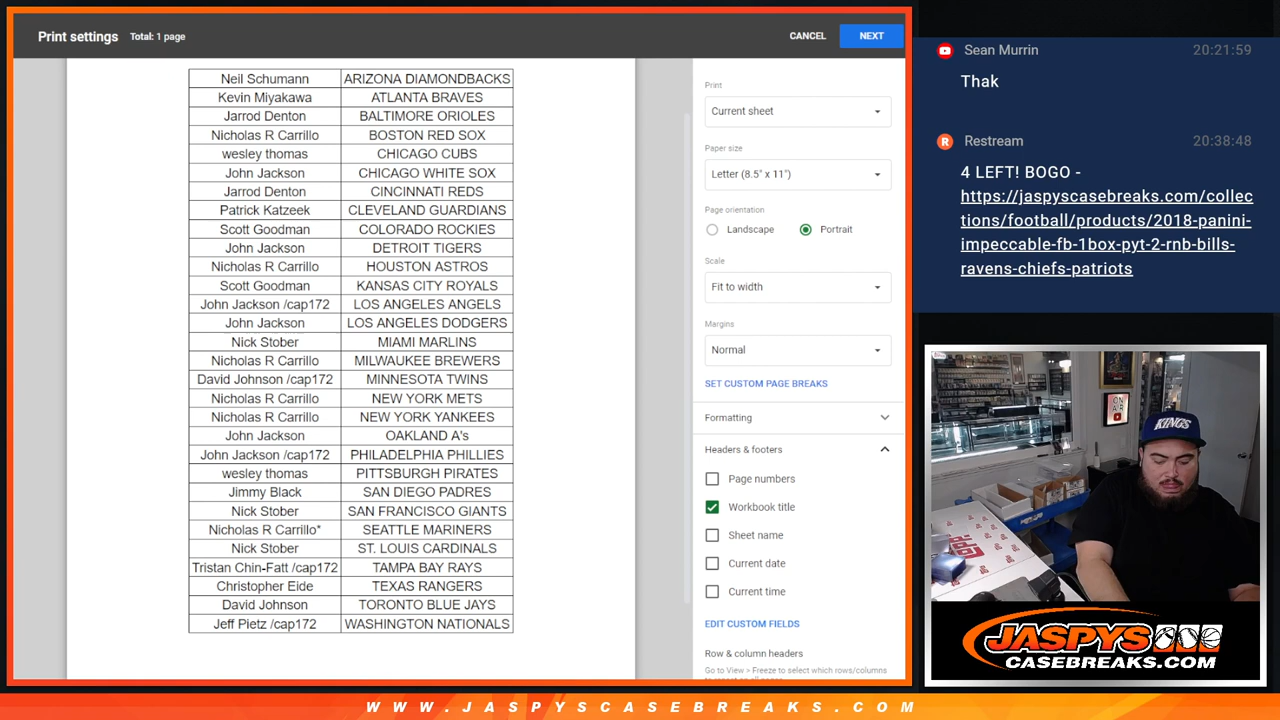 Print settings Total: 1 page CANCEL NEXT
Neil Schumann ARIZONA DIAMONDBACKS
Kevin Miyakawa ATLANTA BRAVES
Jarrod Denton BALTIMORE ORIOLES
Nicholas R Carrillo BOSTON RED SOX
wesley thomas CHICAGO CUBS
John Jackson CHICAGO WHITE SOX
Jarrod Denton CINCINNATI REDS
Patrick Katzeek CLEVELAND GUARDIANS
Scott Goodman COLORADO ROCKIES
John Jackson DETROIT TIGERS
Nicholas R Carrillo HOUSTON ASTROS
Scott Goodman KANSAS CITY ROYALS
John Jackson /cap172 LOS ANGELES ANGELS
John Jackson LOS ANGELES DODGERS
Nick Stober MIAMI MARLINS
Nicholas R Carrillo MILWAUKEE BREWERS
David Johnson /cap172 MINNESOTA TWINS
Nicholas R Carrillo NEW YORK METS
Nicholas R Carrillo NEW YORK YANKEES
John Jackson OAKLAND A's
John Jackson /cap172 PHILADELPHIA PHILLIES
wesley thomas PITTSBURGH PIRATES
Jimmy Black SAN DIEGO PADRES
Nick Stober SAN FRANCISCO GIANTS
Nicholas R Carrillo* SEATTLE MARINERS
Nick Stober ST. LOUIS CARDINALS
Tristan Chin-Fatt /cap172 TAMPA BAY RAYS
Christopher Eide TEXAS RANGERS
David Johnson TORONTO BLUE JAYS
Jeff Pietz /cap172 WASHINGTON NATIONALS
Print
Current sheet
Paper size
Letter (8.5" x 11")
Page orientation
Landscape Portrait
Scale
Fit to width
Margins
Normal
SET CUSTOM PAGE BREAKS
Formatting
Headers & footers
Page numbers
Workbook title
Sheet name
Current date
Current time
EDIT CUSTOM FIELDS
Row & column headers
Go to View > Freeze to select which rows/columns
Sean Murrin 20:21:59
Thak
Restream 20:38:48
4 LEFT! BOGO -
https://jaspyscasebreaks.com/collec
tions/football/products/2018-panini-
impeccable-fb-1box-pyt-2-rnb-bills-
ravens-chiefs-patriots
ON
AIR
KINGS
JASPYS
CASEBREAKS.COM
WWW.JASPYSCASEBREAKS.COM